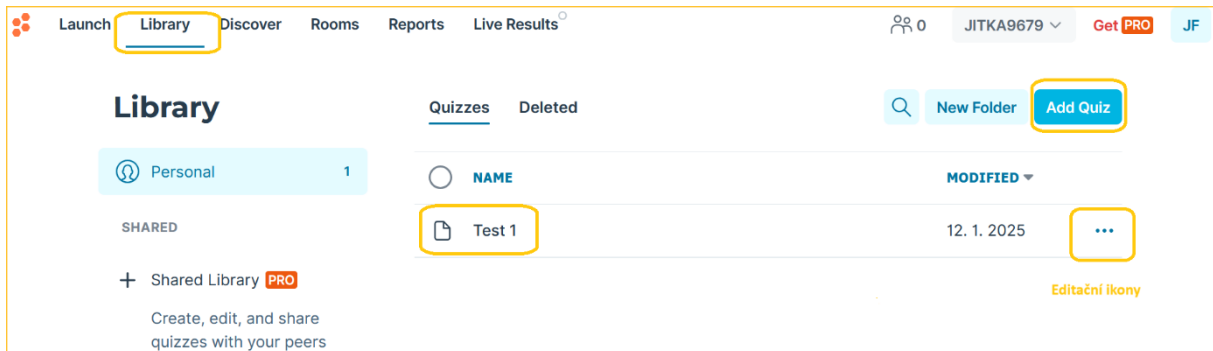 Launch Library Discover Rooms Reports Live Results 0 JITKA9679 Get PRO JF
Library
Quizzes Deleted New Folder Add Quiz
Personal 1
NAME MODIFIED
SHARED
Test 1 12. 1. 2025
Shared Library PRO
Editační ikony
Create, edit, and share
quizzes with your peers